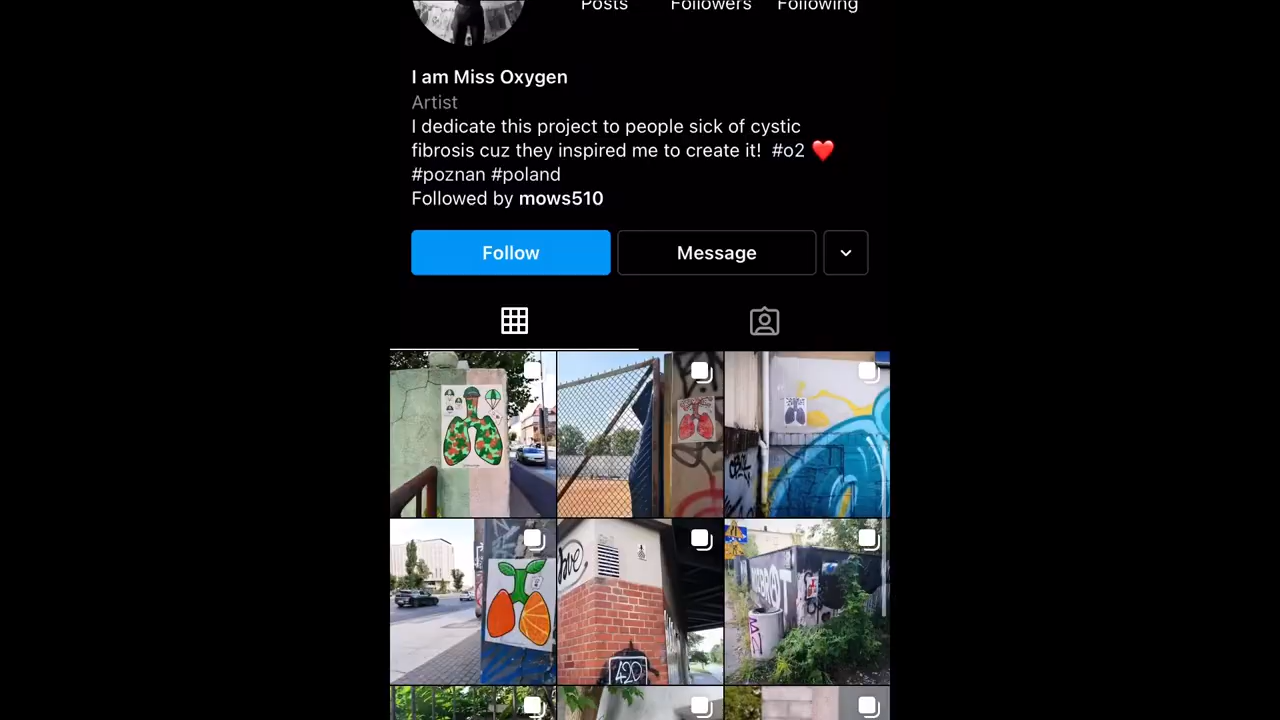 Posts Followers Following
I am Miss Oxygen
Artist
I dedicate this project to people sick of cystic
fibrosis cuz they inspired me to create it!  #o2 ❤️
#poznan #poland
Followed by mows510
Follow Message
420